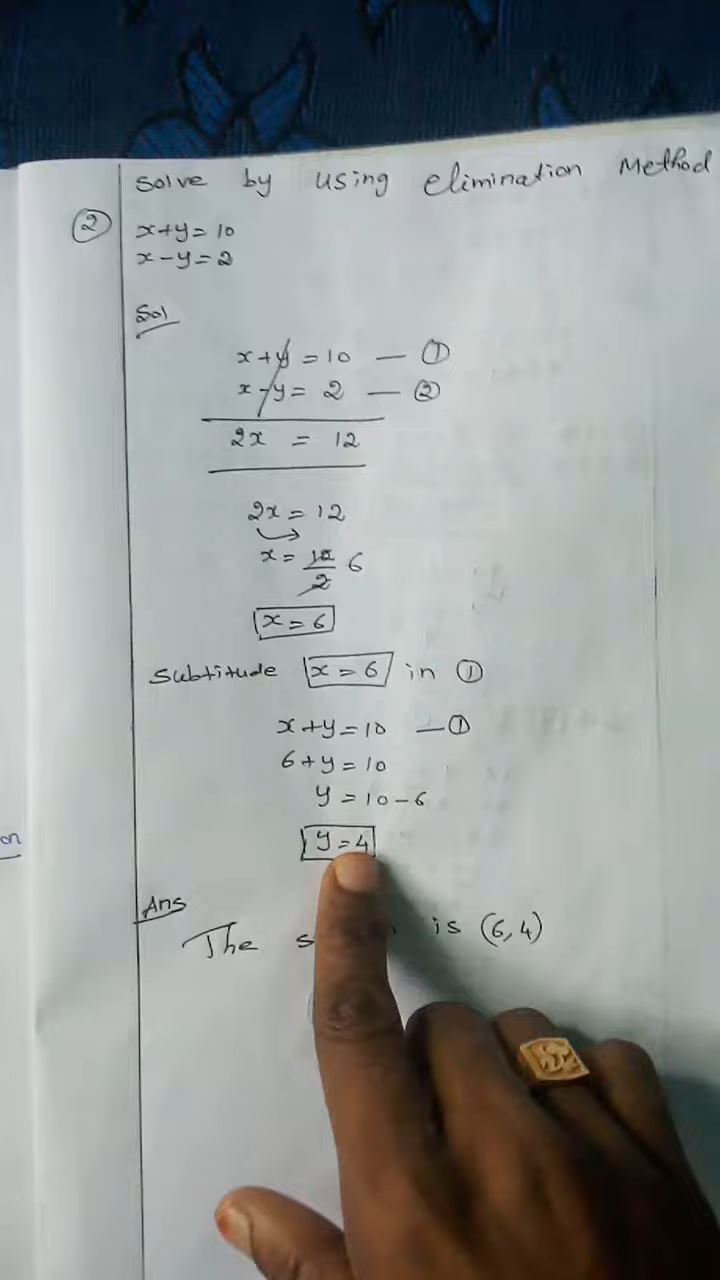 Solve by using elimination Method
② x+y=10
x-y=2
Sol
x+y=10 — ①
x-y=2 — ②
2x = 12
2x=12
x=12/2 6
x=6
Subtitude x=6 in ①
x+y=10 — ①
6+y=10
y=10-6
y=4
Ans
The is (6,4)
on